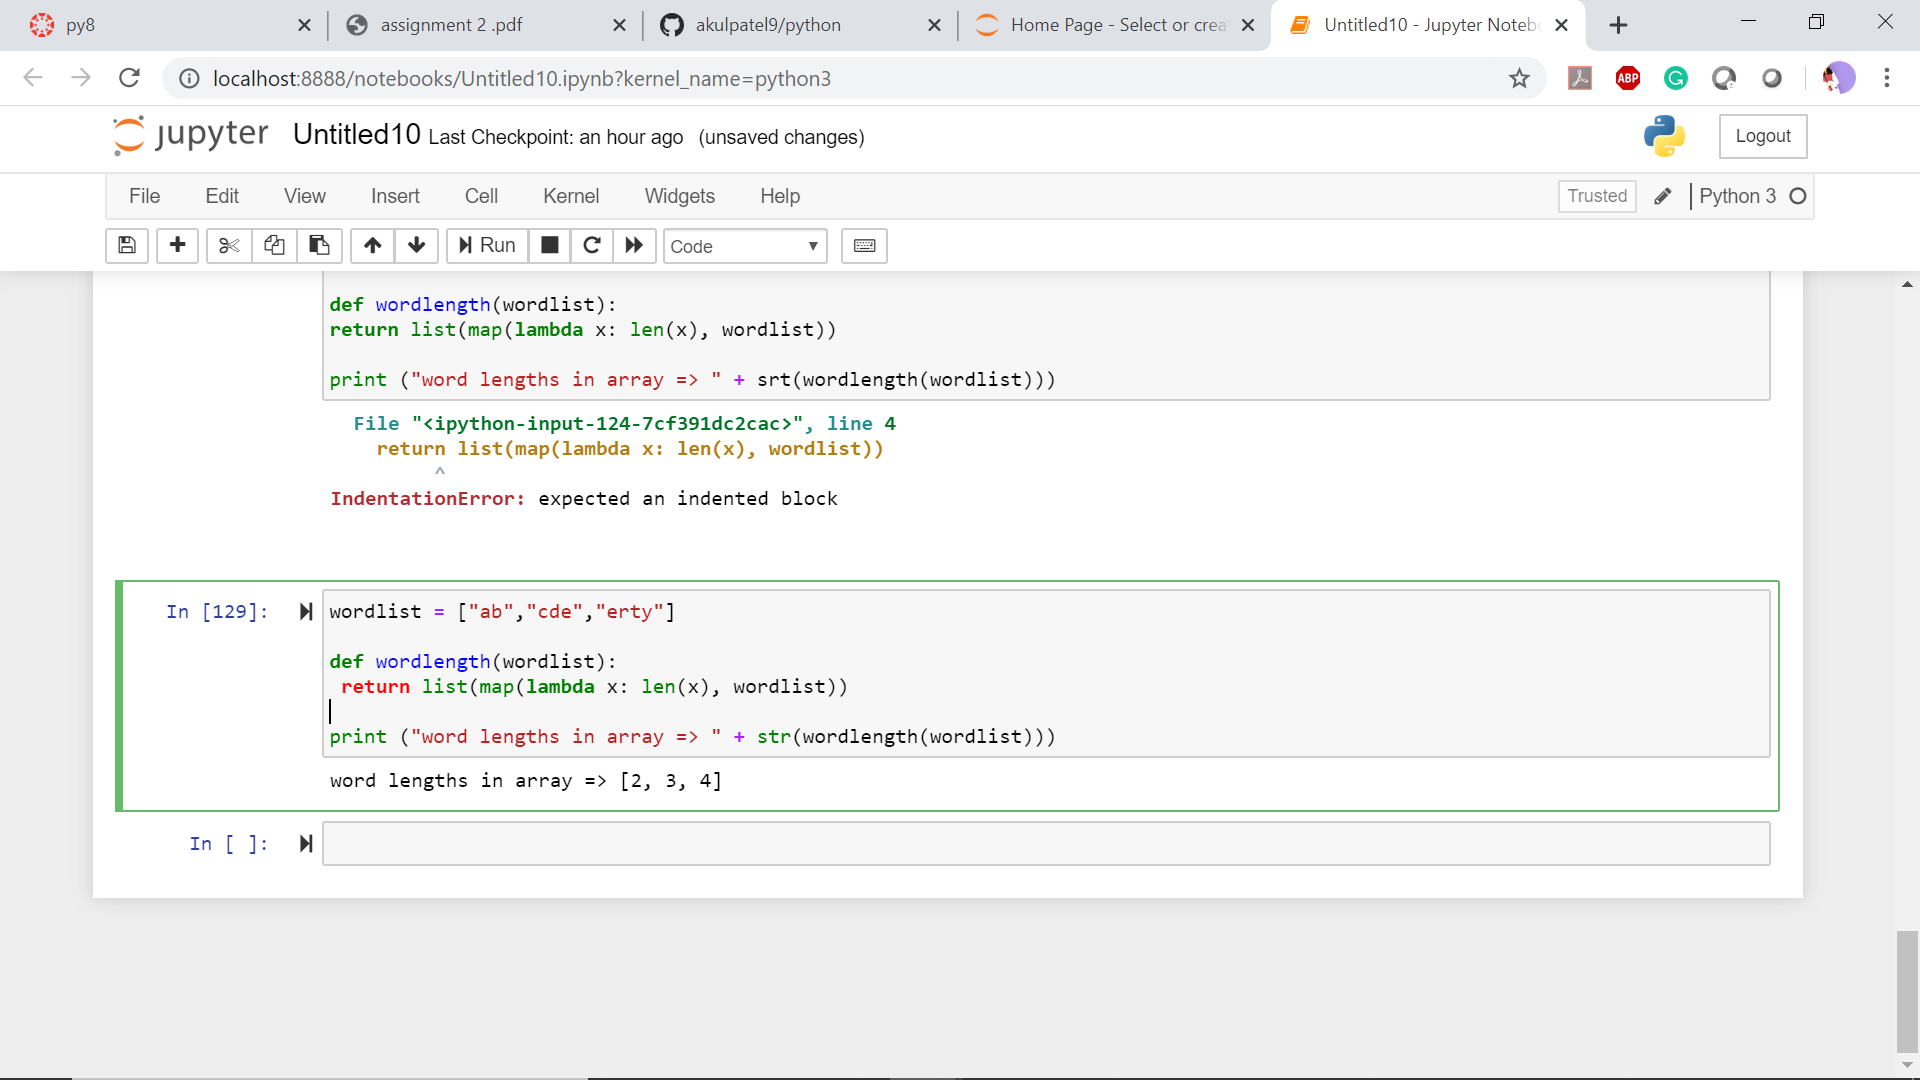 py8
assignment 2 .pdf
akulpatel9/python
Home Page - Select or crea
Untitled10 - Jupyter Notebo
localhost:8888/notebooks/Untitled10.ipynb?kernel_name=python3
ABP
jupyter Untitled10 Last Checkpoint: an hour ago (unsaved changes)
Logout
File Edit View Insert Cell Kernel Widgets Help
Trusted
Python 3
Run
Code
def wordlength(wordlist):
return list(map(lambda x: len(x), wordlist))
print ("word lengths in array => " + srt(wordlength(wordlist)))
File "<ipython-input-124-7cf391dc2cac>", line 4
return list(map(lambda x: len(x), wordlist))
^
IndentationError: expected an indented block
In [129]:
wordlist = ["ab","cde","erty"]
def wordlength(wordlist):
return list(map(lambda x: len(x), wordlist))
print ("word lengths in array => " + str(wordlength(wordlist)))
word lengths in array => [2, 3, 4]
In [ ]: